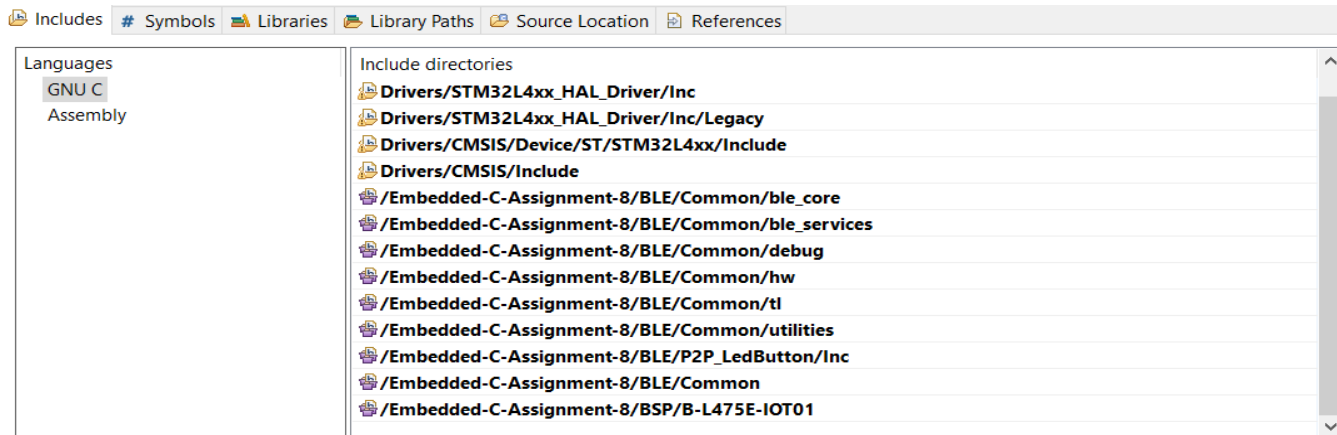 Includes # Symbols Libraries Library Paths Source Location References
Languages
GNU C
Assembly
Include directories
Drivers/STM32L4xx_HAL_Driver/Inc
Drivers/STM32L4xx_HAL_Driver/Inc/Legacy
Drivers/CMSIS/Device/ST/STM32L4xx/Include
Drivers/CMSIS/Include
/Embedded-C-Assignment-8/BLE/Common/ble_core
/Embedded-C-Assignment-8/BLE/Common/ble_services
/Embedded-C-Assignment-8/BLE/Common/debug
/Embedded-C-Assignment-8/BLE/Common/hw
/Embedded-C-Assignment-8/BLE/Common/tl
/Embedded-C-Assignment-8/BLE/Common/utilities
/Embedded-C-Assignment-8/BLE/P2P_LedButton/Inc
/Embedded-C-Assignment-8/BLE/Common
/Embedded-C-Assignment-8/BSP/B-L475E-IOT01